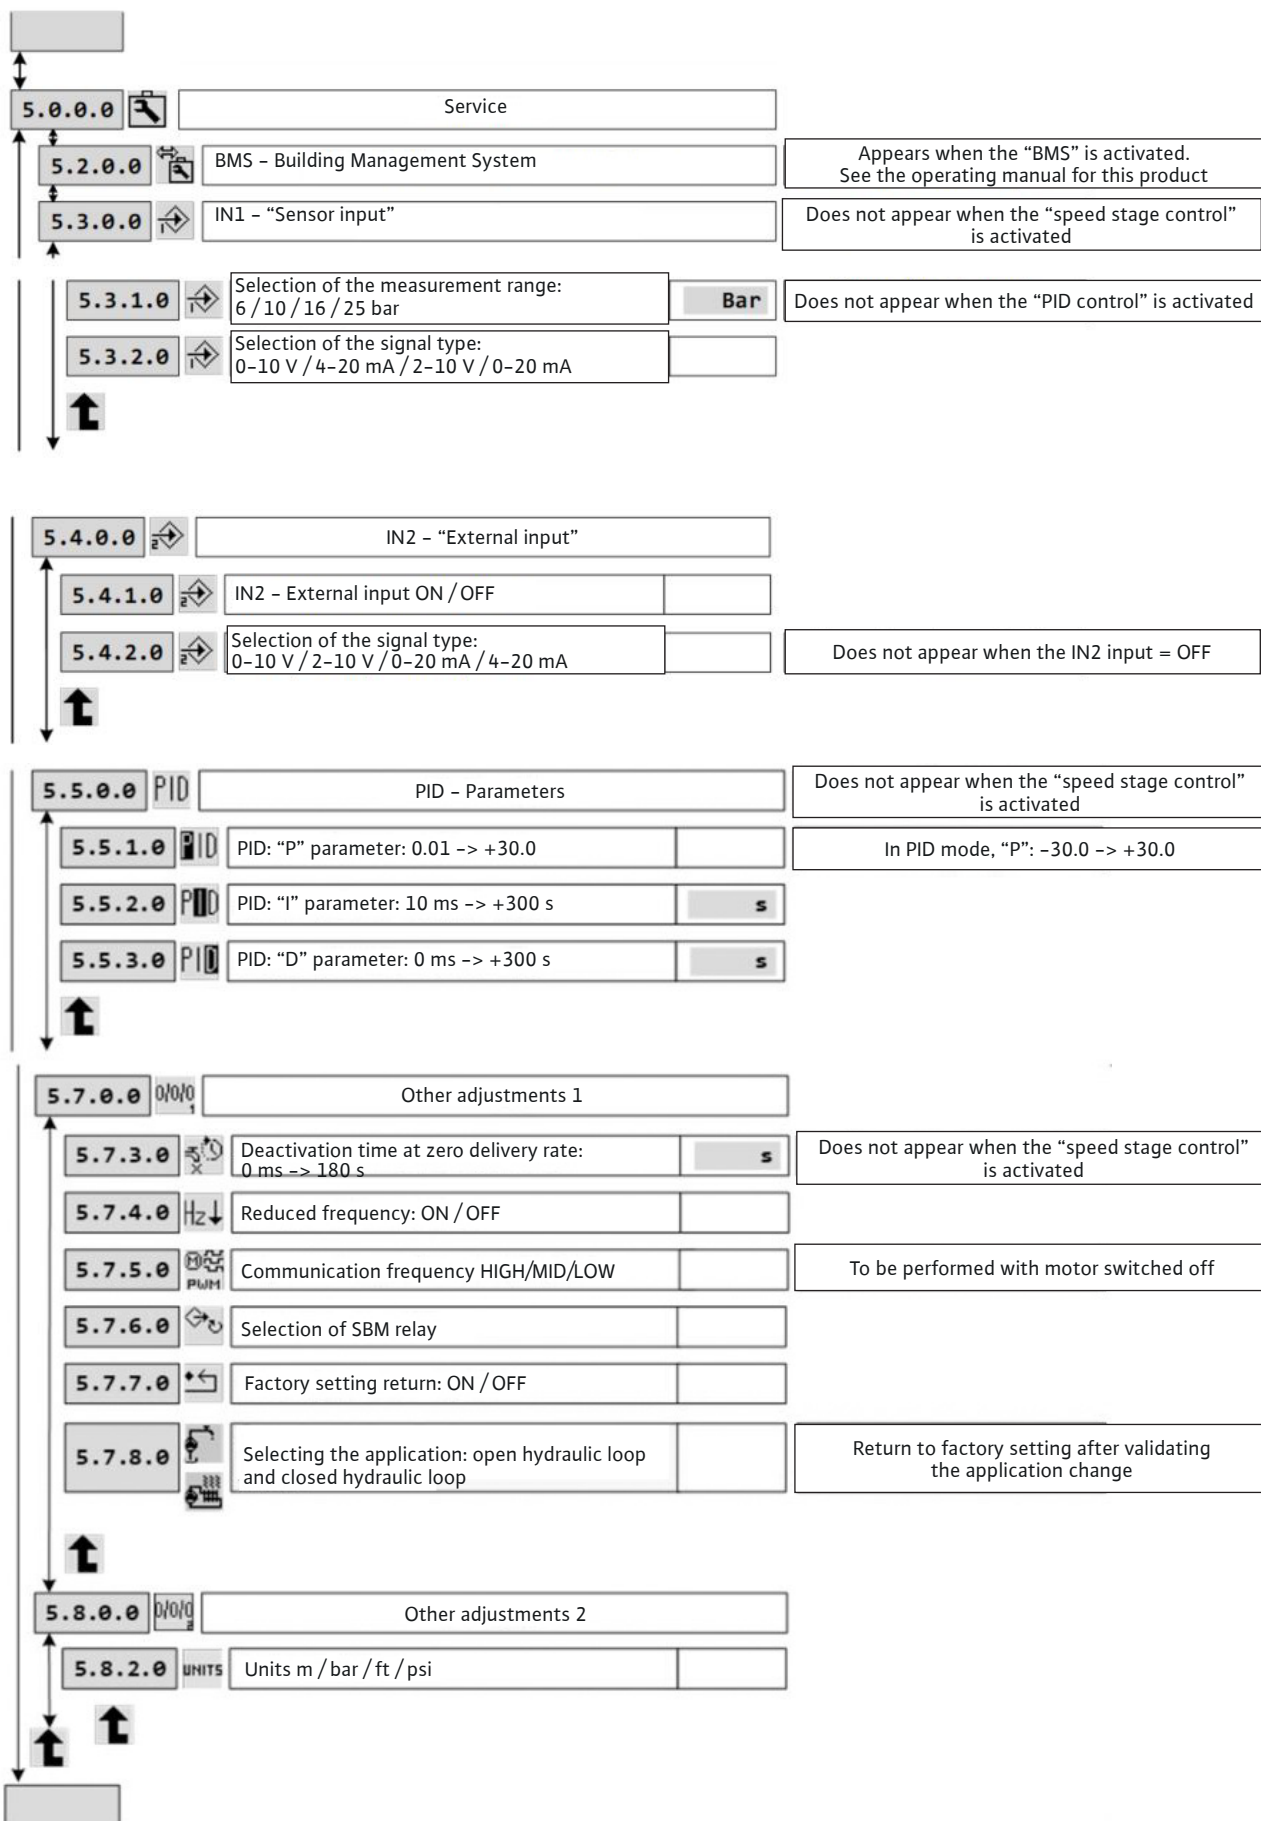 5.0.0.0 Service
5.2.0.0 BMS – Building Management System
Appears when the “BMS” is activated.
See the operating manual for this product
5.3.0.0 1 IN1 – “Sensor input”
Does not appear when the “speed stage control”
is activated
5.3.1.0 1 Selection of the measurement range:
6 / 10 / 16 / 25 bar
Bar
Does not appear when the “PID control” is activated
5.3.2.0 1 Selection of the signal type:
0–10 V / 4–20 mA / 2–10 V / 0–20 mA
5.4.0.0 2 IN2 – “External input”
5.4.1.0 2 IN2 – External input ON / OFF
5.4.2.0 2 Selection of the signal type:
0–10 V / 2–10 V / 0–20 mA / 4–20 mA
Does not appear when the IN2 input = OFF
5.5.0.0 PID PID – Parameters
Does not appear when the “speed stage control”
is activated
5.5.1.0 PID PID: “P” parameter: 0.01 –> +30.0
In PID mode, “P”: –30.0 –> +30.0
5.5.2.0 PID PID: “I” parameter: 10 ms –> +300 s
s
5.5.3.0 PID PID: “D” parameter: 0 ms –> +300 s
s
5.7.0.0 0/0/0 1 Other adjustments 1
5.7.3.0 X Deactivation time at zero delivery rate:
0 ms –> 180 s
s
Does not appear when the “speed stage control”
is activated
5.7.4.0 Hz Reduced frequency: ON / OFF
5.7.5.0 M PWM Communication frequency HIGH/MID/LOW
To be performed with motor switched off
5.7.6.0 Selection of SBM relay
5.7.7.0 Factory setting return: ON / OFF
5.7.8.0 Selecting the application: open hydraulic loop
and closed hydraulic loop
Return to factory setting after validating
the application change
5.8.0.0 0/0/0 2 Other adjustments 2
5.8.2.0 UNITS Units m / bar / ft / psi